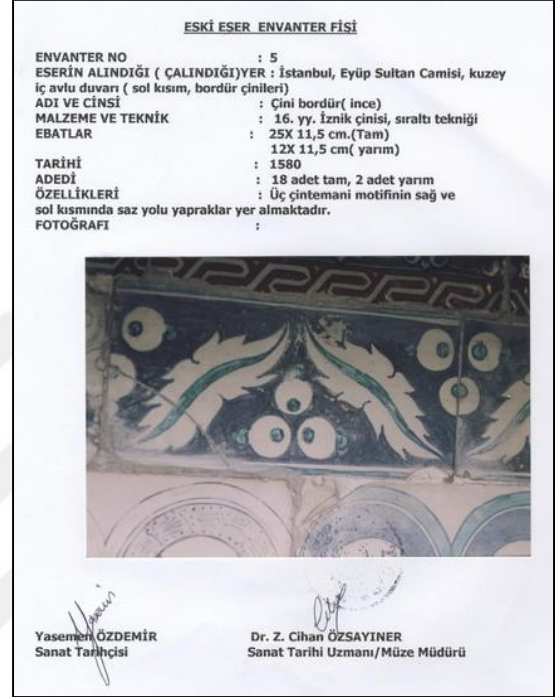 ESKİ ESER ENVANTER FİŞİ
ENVANTER NO : 5
ESERİN ALINDIĞI ( ÇALINDIĞI)YER : İstanbul, Eyüp Sultan Camisi, kuzey
iç avlu duvarı ( sol kısım, bordür çinileri)
ADI VE CİNSİ : Çini bordür( ince)
MALZEME VE TEKNİK : 16. yy. İznik çinisi, sıraltı tekniği
EBATLAR : 25X 11,5 cm.(Tam)
12X 11,5 cm( yarım)
TARİHİ : 1580
ADEDİ : 18 adet tam, 2 adet yarım
ÖZELLİKLERİ : Üç çintemani motifinin sağ ve
sol kısmında saz yolu yapraklar yer almaktadır.
FOTOĞRAFI :
Yasemen ÖZDEMİR Dr. Z. Cihan ÖZSAYINER
Sanat Tarihçisi Sanat Tarihi Uzmanı/Müze Müdürü